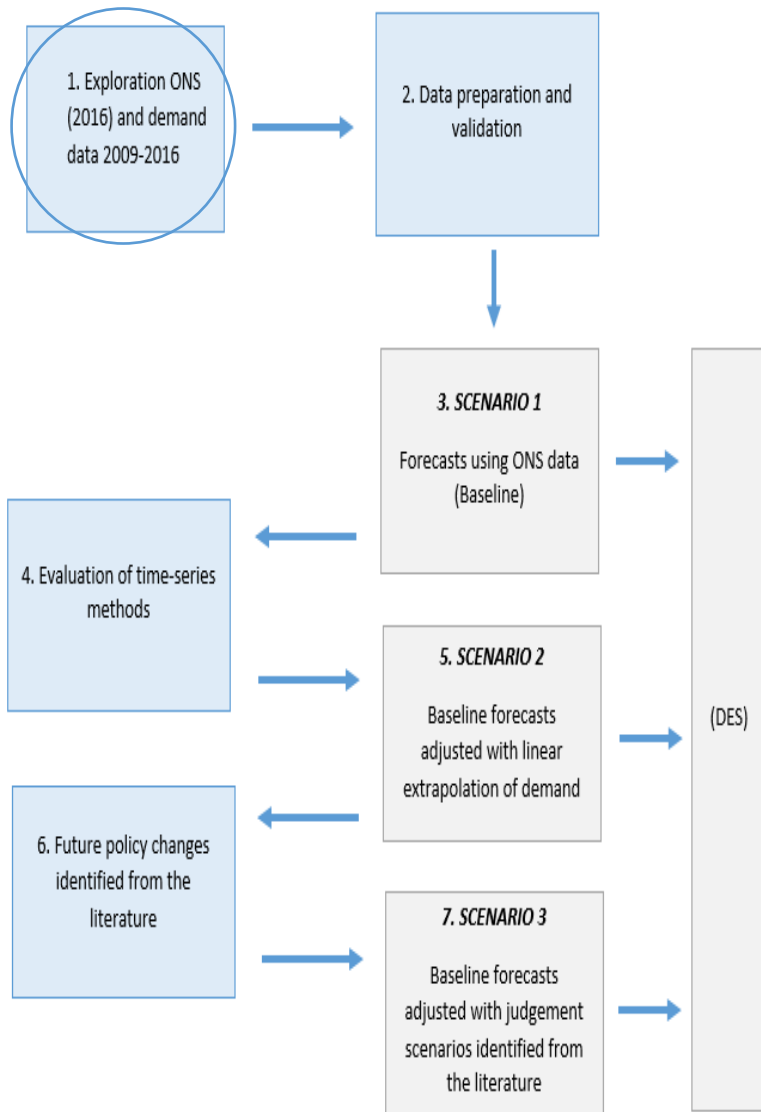 1. Exploration ONS
(2016) and demand
data 2009-2016
2. Data preparation and
validation
3. SCENARIO 1
Forecasts using ONS data
(Baseline)
4. Evaluation of time-series
methods
5. SCENARIO 2
Baseline forecasts
adjusted with linear
extrapolation of demand
(DES)
6. Future policy changes
identified from the
literature
7. SCENARIO 3
Baseline forecasts
adjusted with judgement
scenarios identified from
the literature